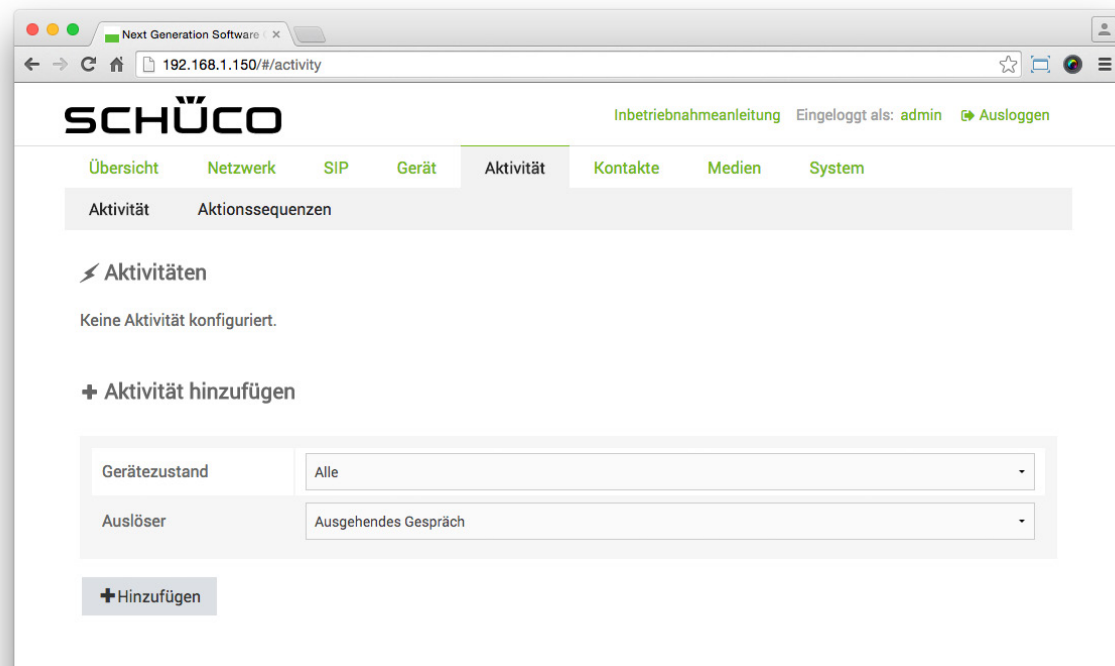 Next Generation Software
192.168.1.150/#/activity
SCHÜCO
Inbetriebnahmeanleitung Eingeloggt als: admin Ausloggen
Übersicht Netzwerk SIP Gerät Aktivität Kontakte Medien System
Aktivität Aktionssequenzen
Aktivitäten
Keine Aktivität konfiguriert.
Aktivität hinzufügen
Gerätezustand Alle
Auslöser Ausgehendes Gespräch
Hinzufügen